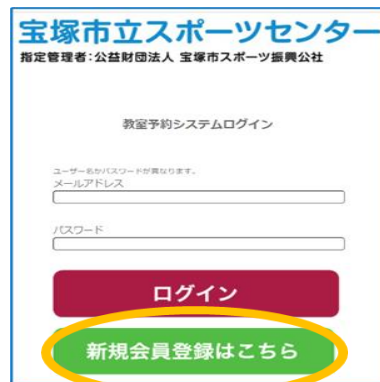 宝塚市立スポーツセンター
指定管理者:公益財団法人 宝塚市スポーツ振興公社
教室予約システムログイン
ユーザー名かパスワードが異なります。
メールアドレス
パスワード
ログイン
新規会員登録はこちら